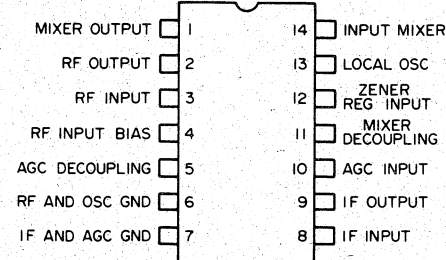 MIXER OUTPUT 1 14 INPUT MIXER
RF OUTPUT 2 13 LOCAL OSC
RF INPUT 3 12 ZENER
REG INPUT
RF INPUT BIAS 4 11 MIXER
DECOUPLING
AGC DECOUPLING 5 10 AGC INPUT
RF AND OSC GND 6 9 IF OUTPUT
IF AND AGC GND 7 8 IF INPUT